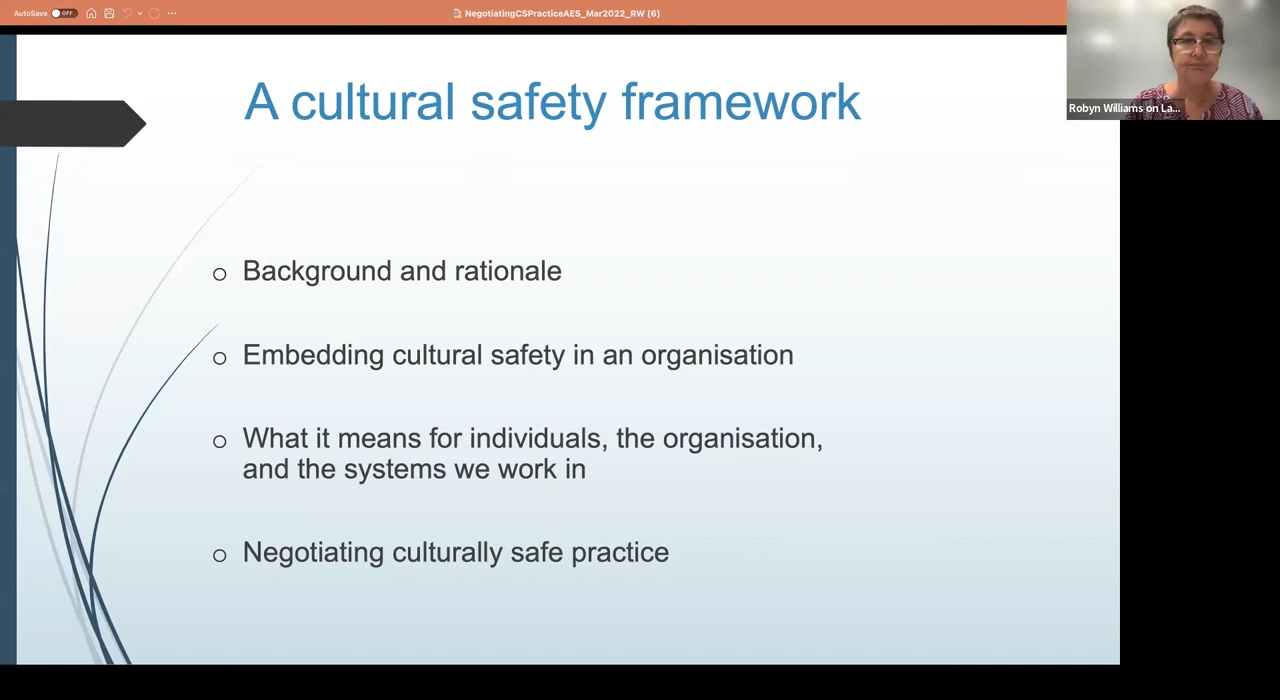 AutoSave OFF
NegotiatingCSPracticeAES_Mar2022_RW (6)
Robyn Williams on La...
A cultural safety framework
o Background and rationale
o Embedding cultural safety in an organisation
o What it means for individuals, the organisation,
and the systems we work in
o Negotiating culturally safe practice